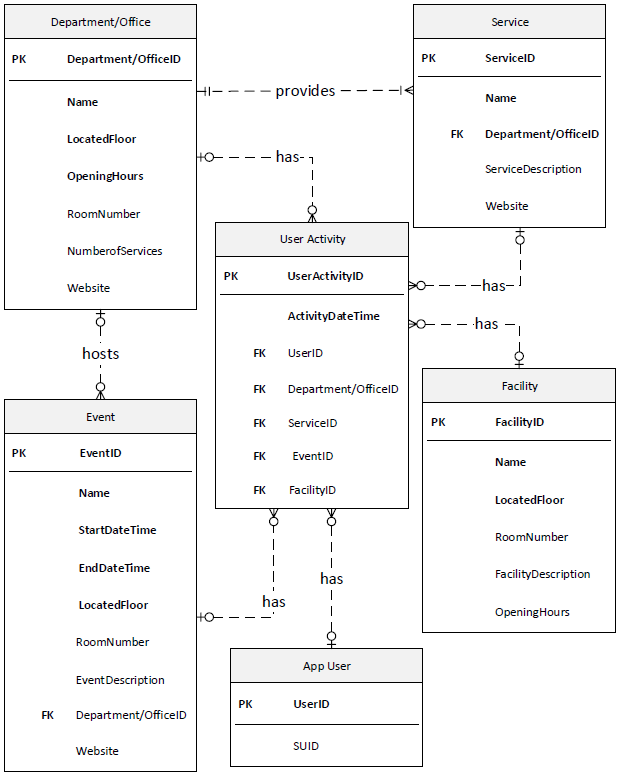 Department/Office
PK Department/OfficeID
Name
LocatedFloor
OpeningHours
RoomNumber
NumberofServices
Website
provides
Service
PK ServiceID
Name
FK Department/OfficeID
ServiceDescription
Website
has
User Activity
PK UserActivityID
ActivityDateTime
FK UserID
FK Department/OfficeID
FK ServiceID
FK EventID
FK FacilityID
has
has
hosts
Facility
PK FacilityID
Name
LocatedFloor
RoomNumber
FacilityDescription
OpeningHours
Event
PK EventID
Name
StartDateTime
EndDateTime
LocatedFloor
RoomNumber
EventDescription
FK Department/OfficeID
Website
has
has
App User
PK UserID
SUID